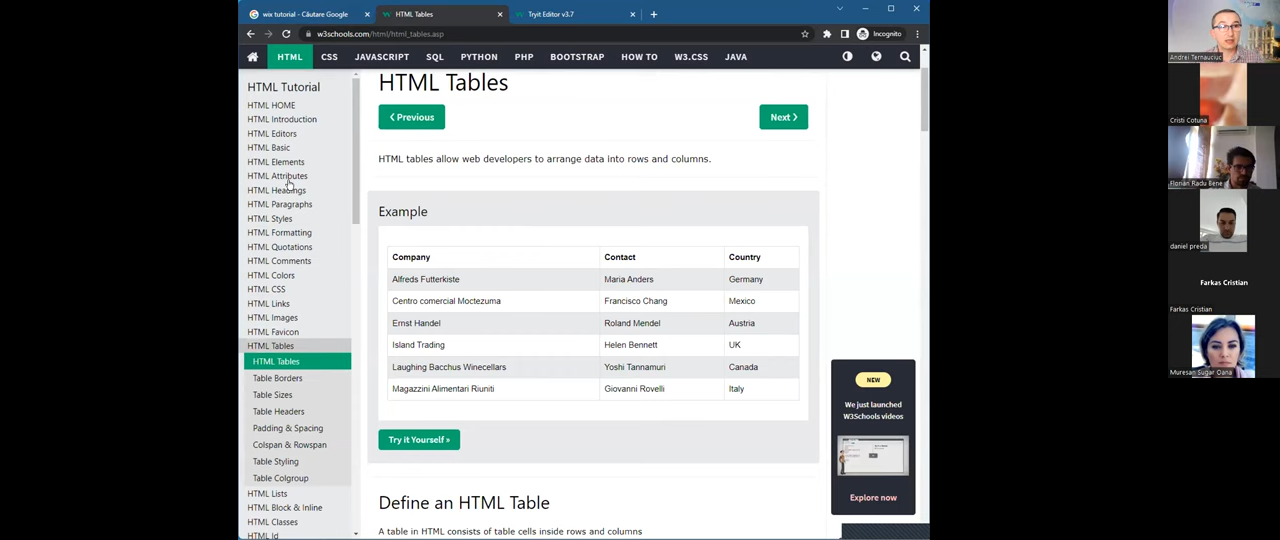 wix tutorial - Căutare Google
HTML Tables
Tryit Editor v3.7
w3schools.com/html/html_tables.asp
Incognito
HTML CSS JAVASCRIPT SQL PYTHON PHP BOOTSTRAP HOW TO W3.CSS JAVA
HTML Tutorial
HTML HOME
HTML Introduction
HTML Editors
HTML Basic
HTML Elements
HTML Attributes
HTML Headings
HTML Paragraphs
HTML Styles
HTML Formatting
HTML Quotations
HTML Comments
HTML Colors
HTML CSS
HTML Links
HTML Images
HTML Favicon
HTML Tables
HTML Tables
Table Borders
Table Sizes
Table Headers
Padding & Spacing
Colspan & Rowspan
Table Styling
Table Colgroup
HTML Lists
HTML Block & Inline
HTML Classes
HTML Id
HTML Tables
❮ Previous
Next ❯
HTML tables allow web developers to arrange data into rows and columns.
Example
Company Contact Country
Alfreds Futterkiste Maria Anders Germany
Centro comercial Moctezuma Francisco Chang Mexico
Ernst Handel Roland Mendel Austria
Island Trading Helen Bennett UK
Laughing Bacchus Winecellars Yoshi Tannamuri Canada
Magazzini Alimentari Riuniti Giovanni Rovelli Italy
Try it Yourself »
Define an HTML Table
A table in HTML consists of table cells inside rows and columns
NEW
We just launched
W3Schools videos
Explore now
Andrei Ternauciuc
Cristi Cotuna
Florian Radu Bene
daniel preda
Farkas Cristian
Farkas Cristian
Muresan Sugar Oana